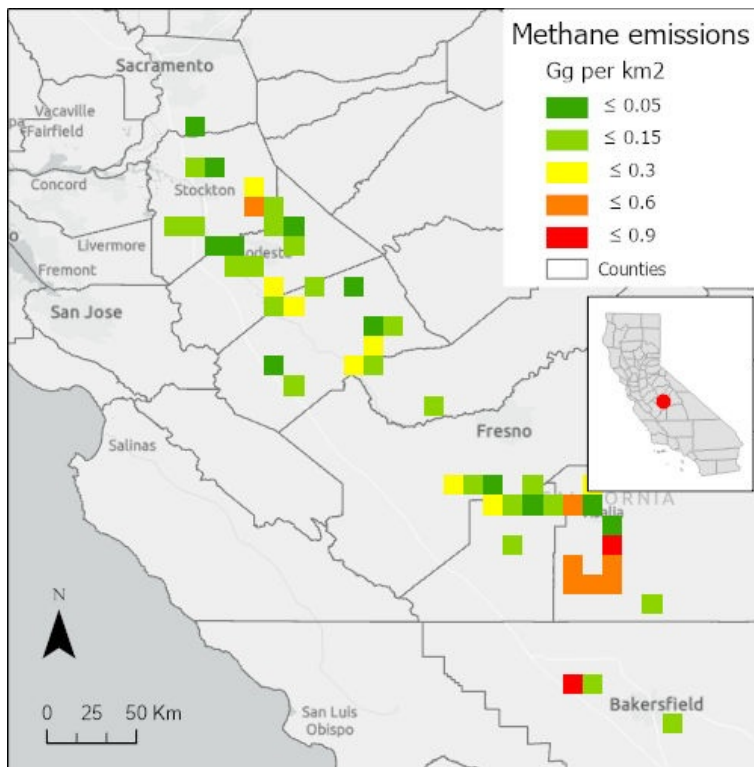 Methane emissions
Gg per km2
≤ 0.05
≤ 0.15
≤ 0.3
≤ 0.6
≤ 0.9
Counties
Sacramento
Vacaville
Fairfield
Concord
Stockton
Livermore
Fremont
San Jose
Salinas
Fresno
San Luis
Obispo
Bakersfield
N
0 25 50 Km